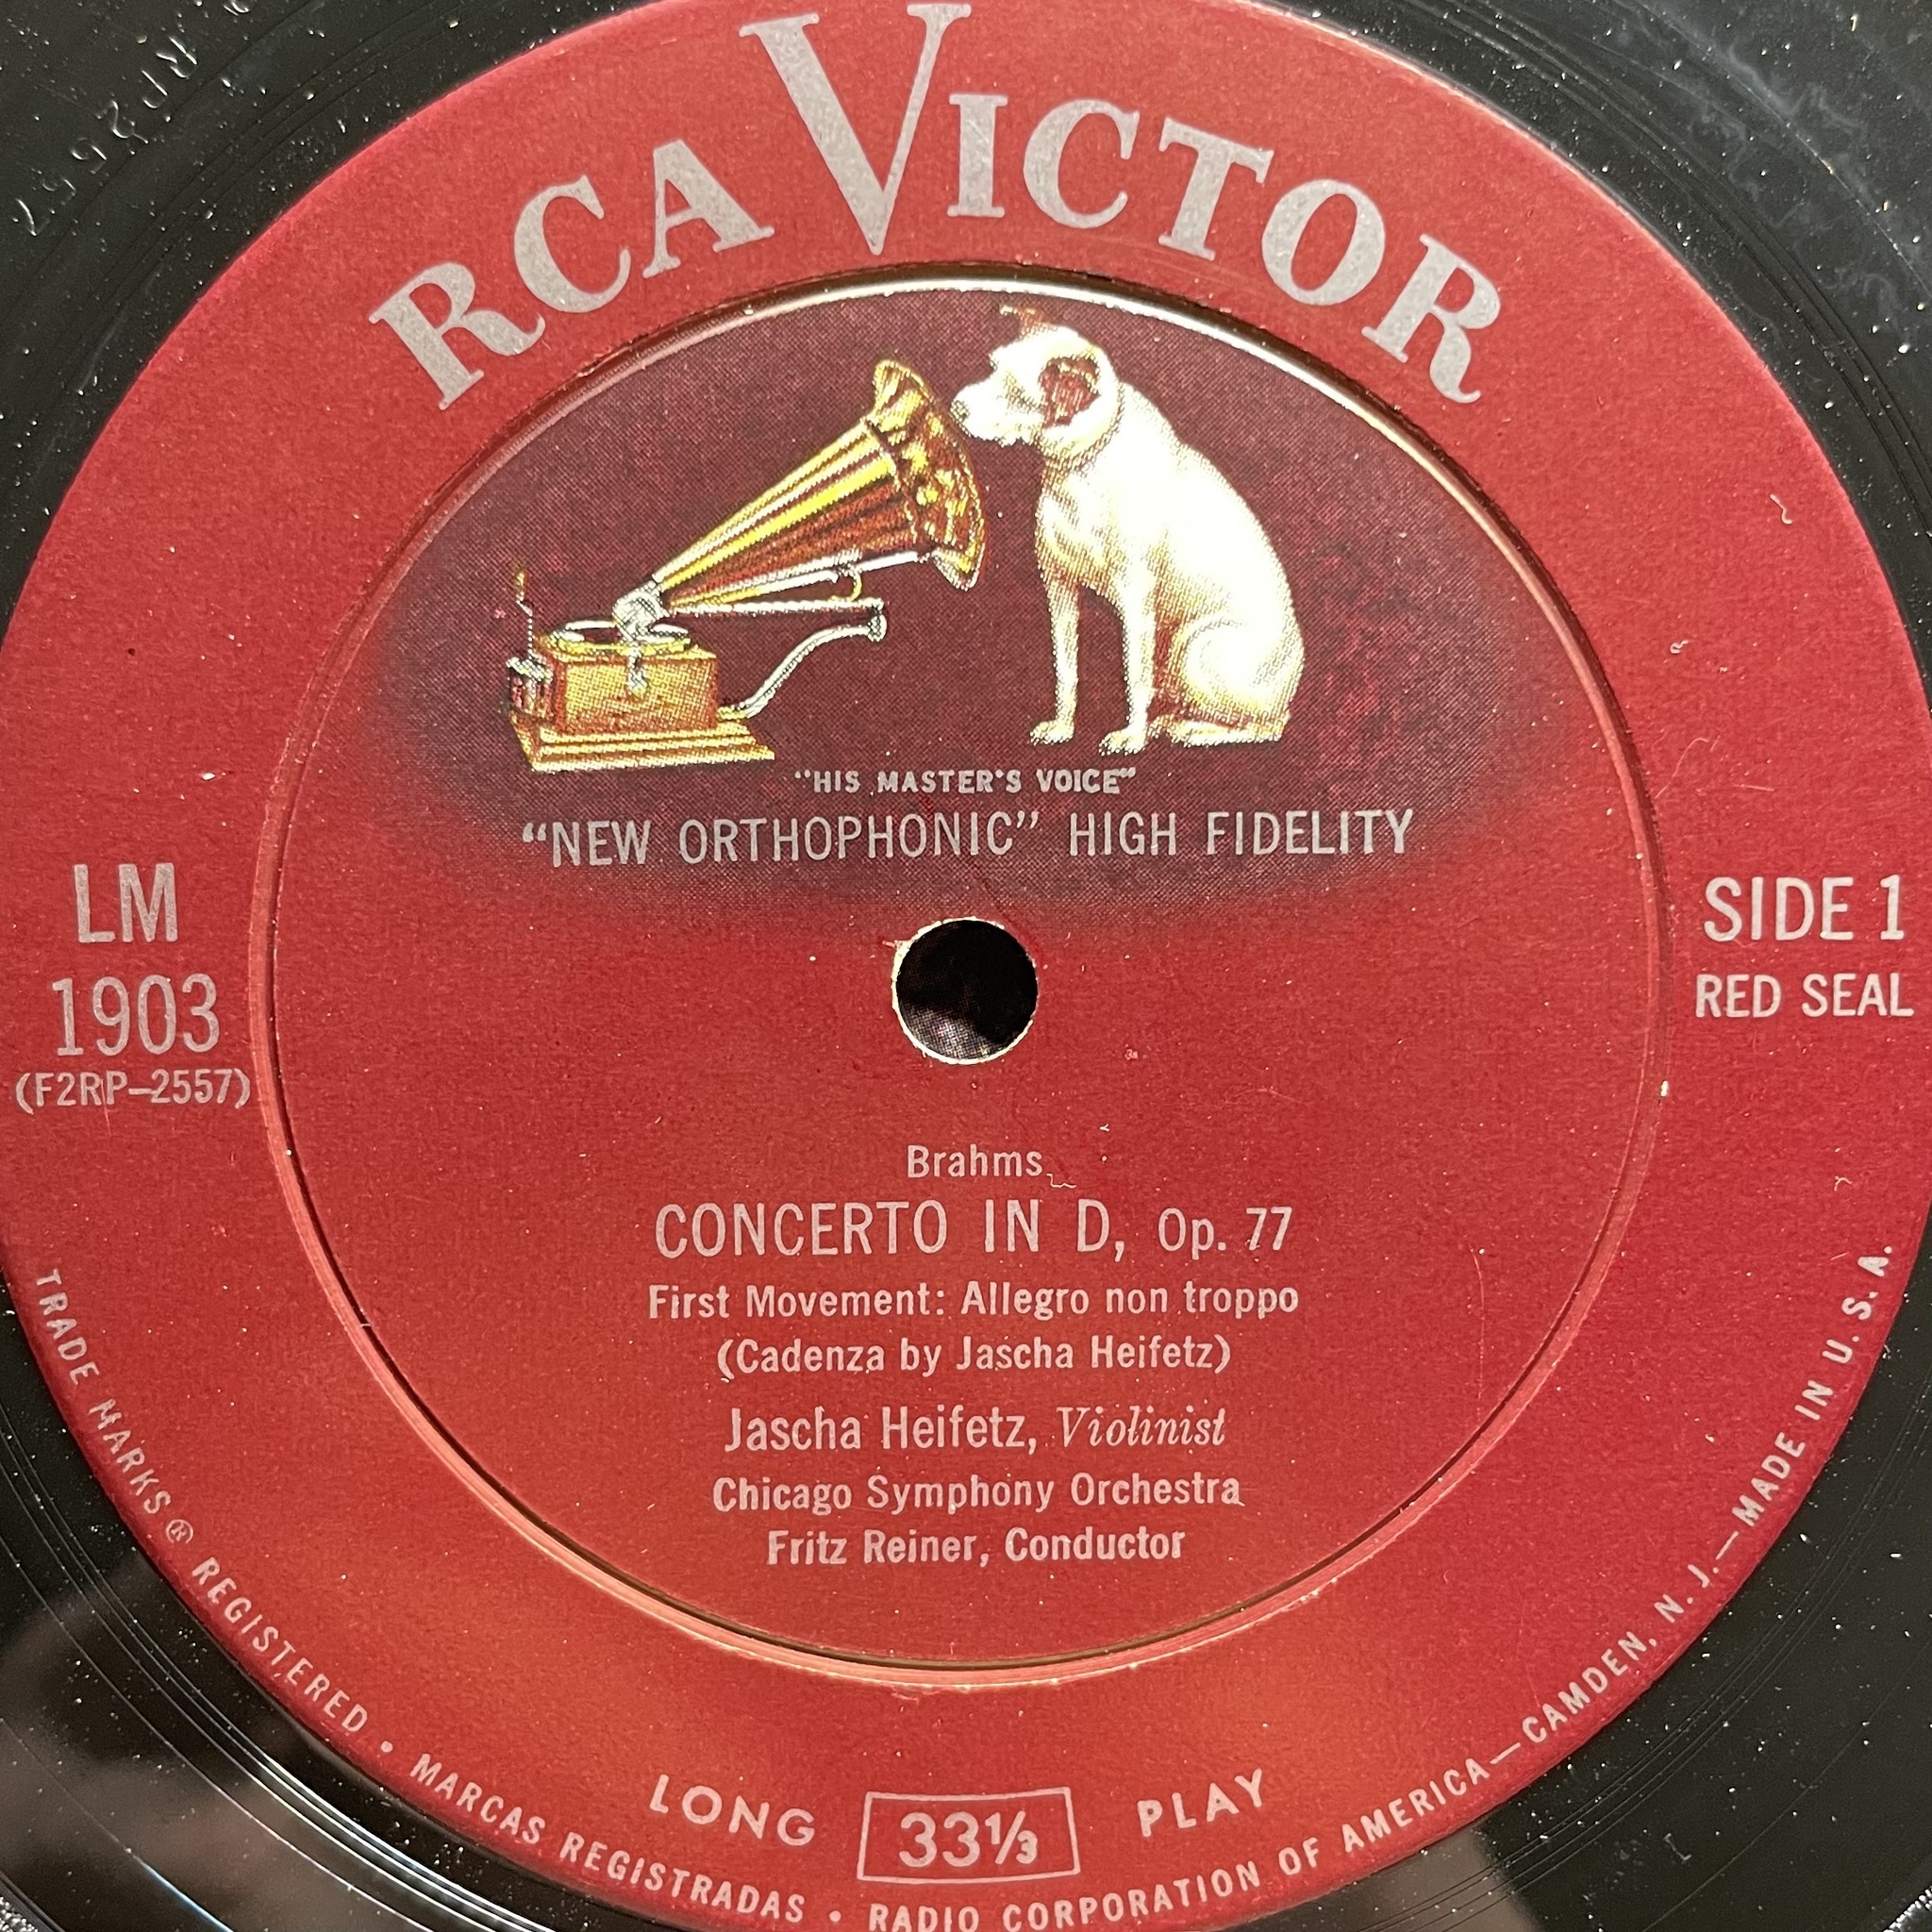 RCA VICTOR
"HIS MASTER'S VOICE"
"NEW ORTHOPHONIC" HIGH FIDELITY
LM
1903
(F2RP-2557)
SIDE 1
RED SEAL
Brahms
CONCERTO IN D, Op. 77
First Movement: Allegro non troppo
(Cadenza by Jascha Heifetz)
Jascha Heifetz, Violinist
Chicago Symphony Orchestra
Fritz Reiner, Conductor
LONG 33⅓ PLAY
TRADE MARKS ® REGISTERED • MARCAS REGISTRADAS • RADIO CORPORATION OF AMERICA—CAMDEN, N. J.—MADE IN U. S. A.